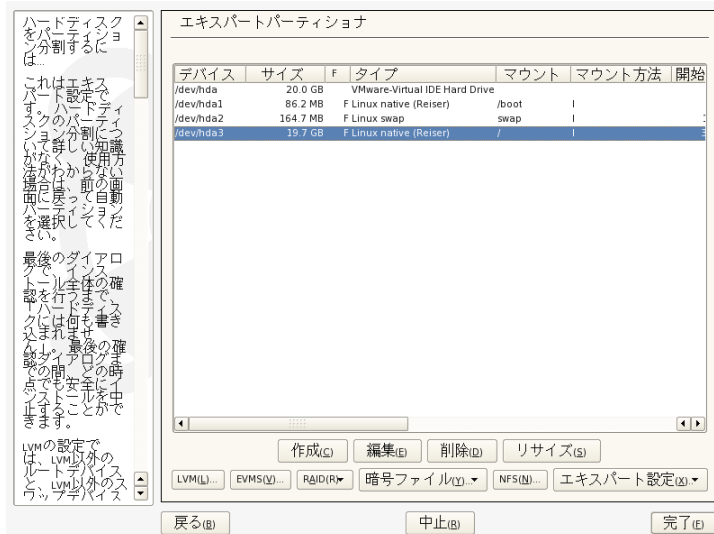 ハードディスク
をパーティショ
ン分割するに
は...
これはエキス
パート設定で
す。ハードディ
スクのパーティ
ション分割につ
いて詳しい知識
がなく、使用方
法がわからない
場合は、前の画
面に戻って自動
パーティション
を選択してくだ
さい。
最後のダイアロ
グで、インス
トール全体の確
認を行うまで、
「ハードディス
クには何も書き
込まれませ
ん」。最後の確
認ダイアログま
での間、どの時
点でも安全にイ
ンストールを中
止することがで
きます。
LVMの設定で
は、LVM以外の
ルートデバイス
と、LVM以外のス
ワップデバイス
エキスパートパーティショナ
デバイス サイズ F タイプ マウント マウント方法 開始
/dev/hda 20.0 GB VMware-Virtual IDE Hard Drive
/dev/hda1 86.2 MB F Linux native (Reiser) /boot I
/dev/hda2 164.7 MB F Linux swap swap I
/dev/hda3 19.7 GB F Linux native (Reiser) / I
作成(C) 編集(E) 削除(D) リサイズ(S)
LVM(L)... EVMS(V)... RAID(R) 暗号ファイル(Y)... NFS(N)... エキスパート設定(X).
戻る(B) 中止(R) 完了(F)